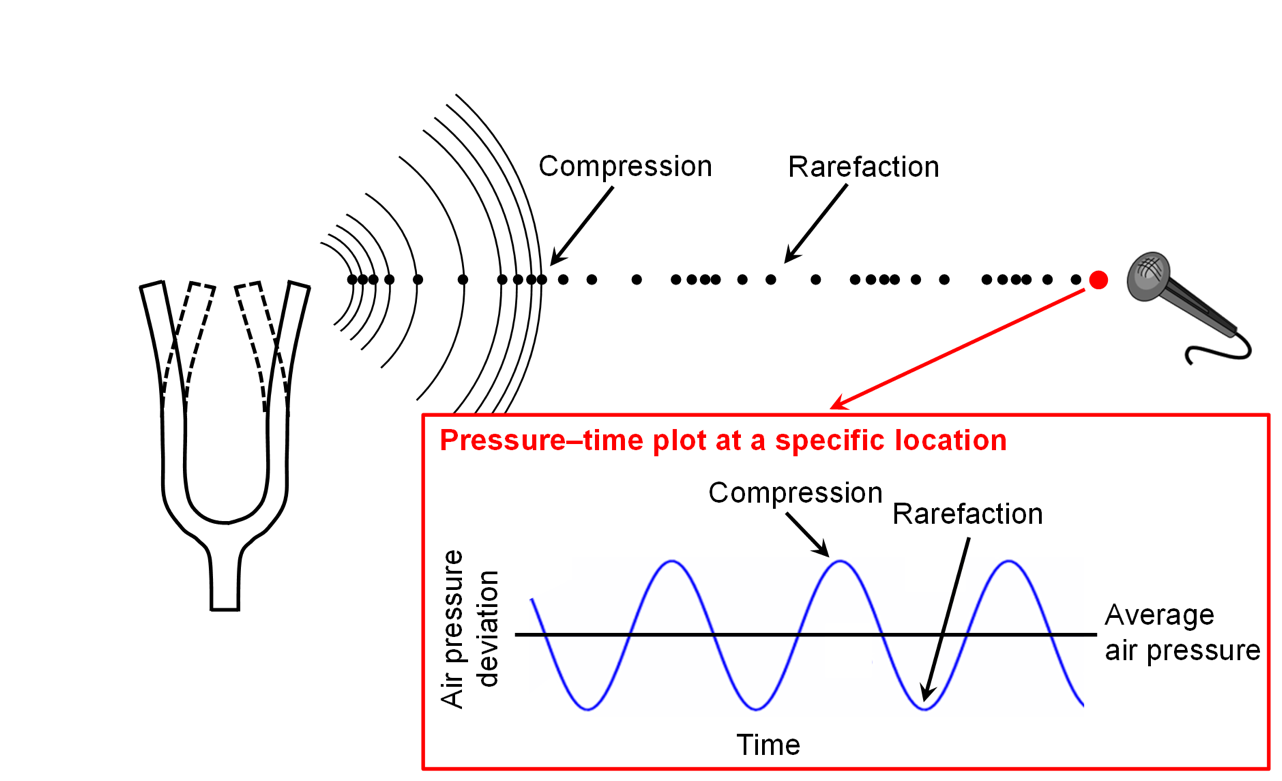 Compression
Rarefaction
Pressure–time plot at a specific location
Compression
Rarefaction
Air pressure
deviation
Average
air pressure
Time